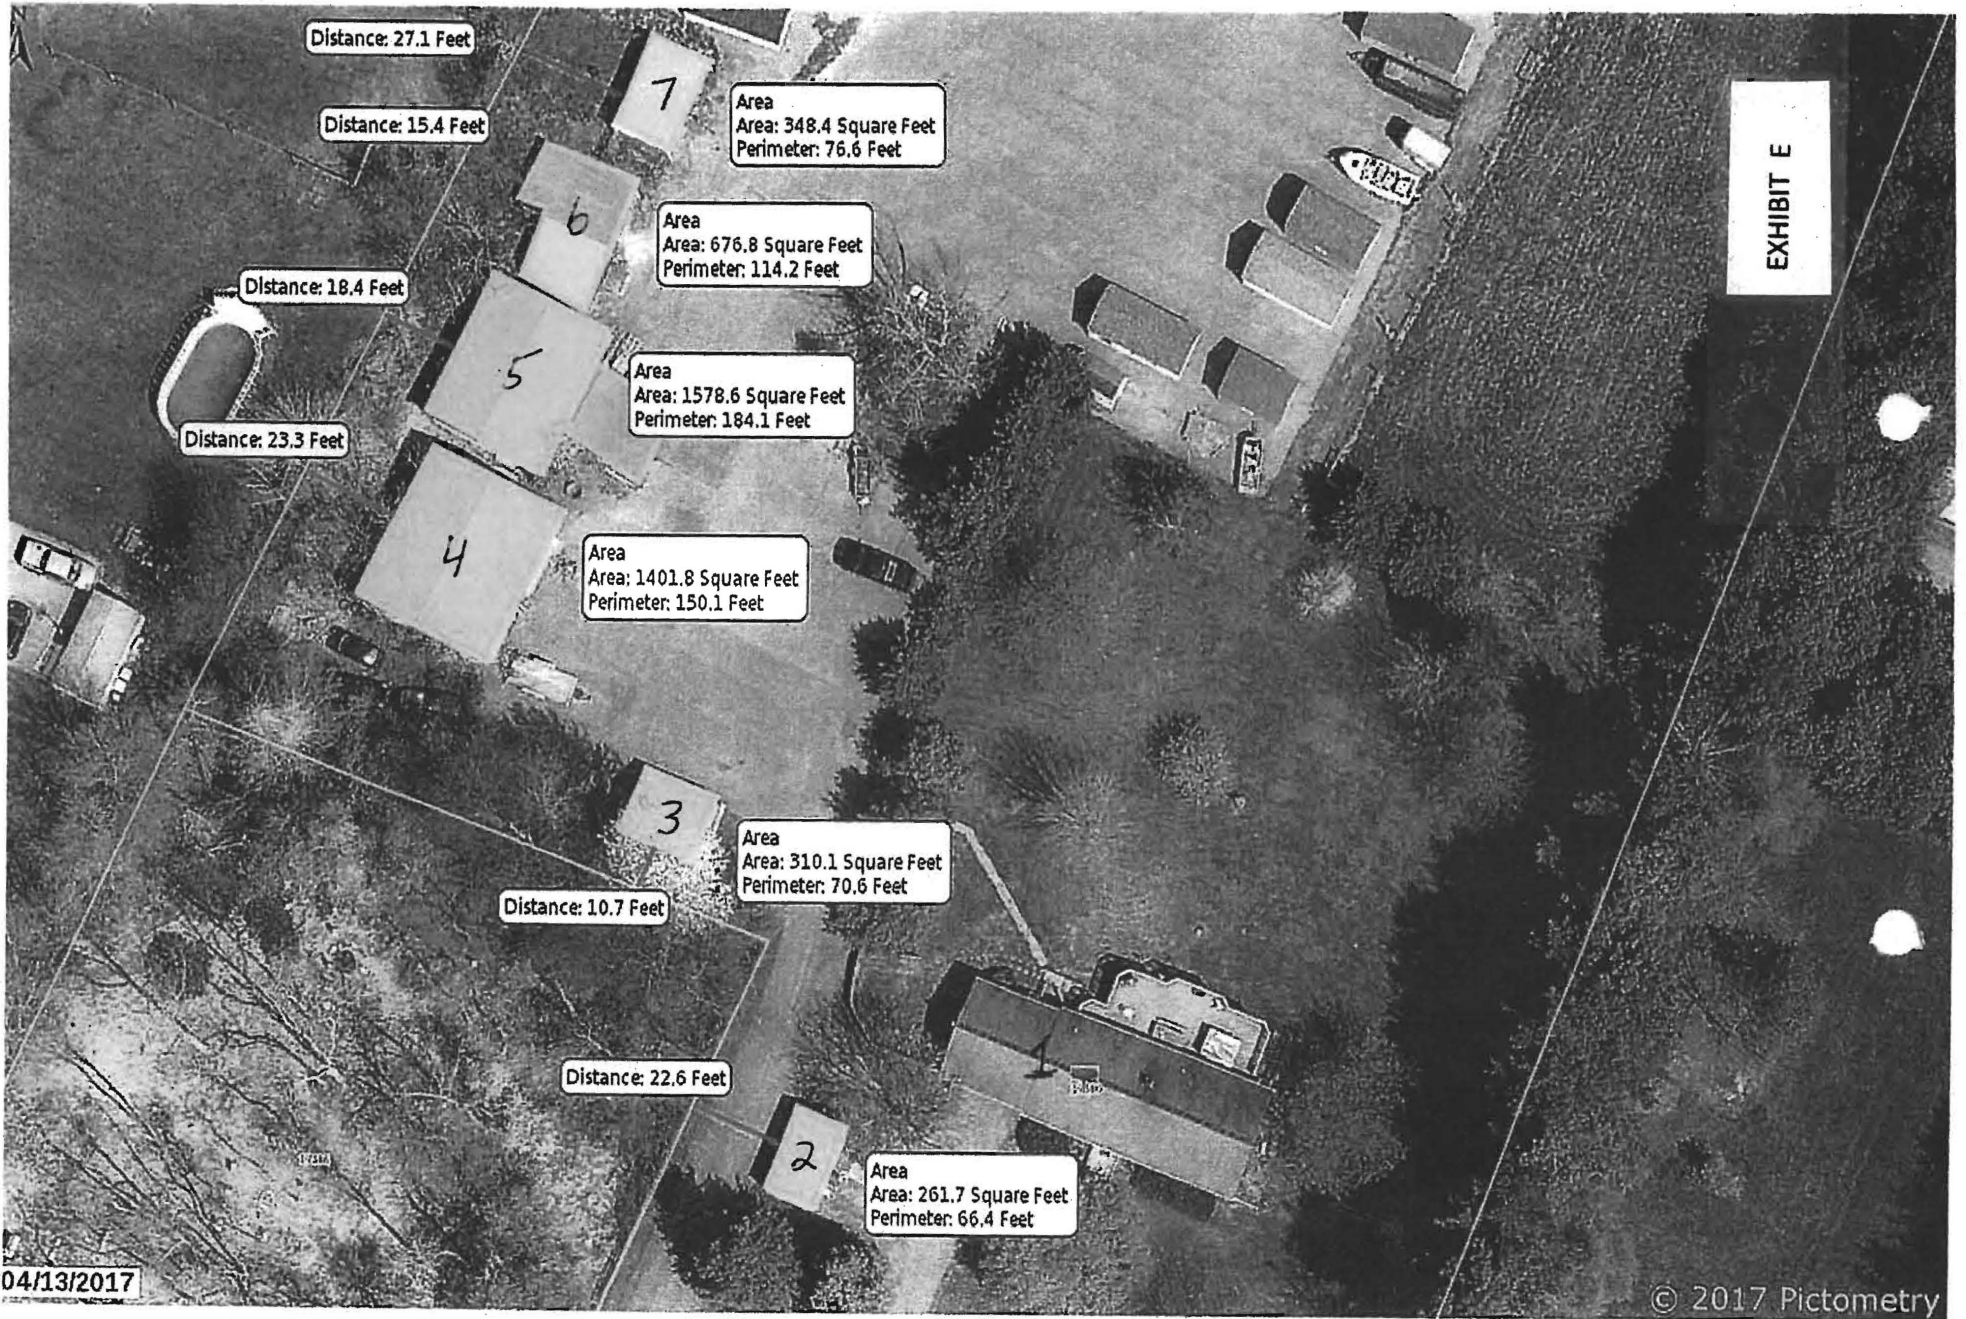 Distance: 27.1 Feet
7
Area
Area: 348.4 Square Feet
Perimeter: 76.6 Feet
Distance: 15.4 Feet
EXHIBIT E
6
Area
Area: 676.8 Square Feet
Perimeter: 114.2 Feet
Distance: 18.4 Feet
5
Area
Area: 1578.6 Square Feet
Perimeter: 184.1 Feet
Distance: 23.3 Feet
4
Area
Area: 1401.8 Square Feet
Perimeter: 150.1 Feet
3
Area
Area: 310.1 Square Feet
Perimeter: 70.6 Feet
Distance: 10.7 Feet
1
Distance: 22.6 Feet
2
Area
Area: 261.7 Square Feet
Perimeter: 66.4 Feet
04/13/2017
© 2017 Pictometry